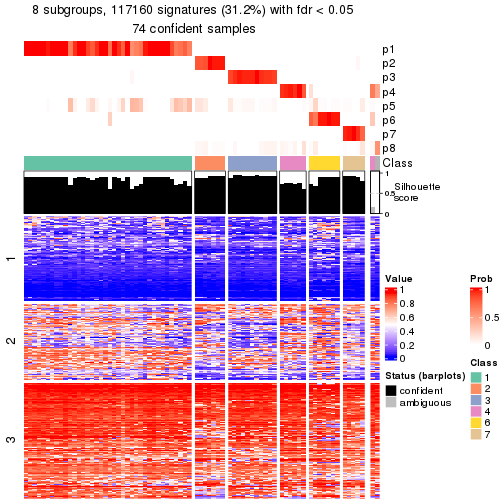 8 subgroups, 117160 signatures (31.2%) with fdr < 0.05
74 confident samples
p1
p2
p3
p4
p5
p6
p7
p8
Class
1
0.5
0
Silhouette
score
1
2
3
Value
1
0.8
0.6
0.4
0.2
0
Prob
1
0.5
0
Status (barplots)
confident
ambiguous
Class
1
2
3
4
6
7